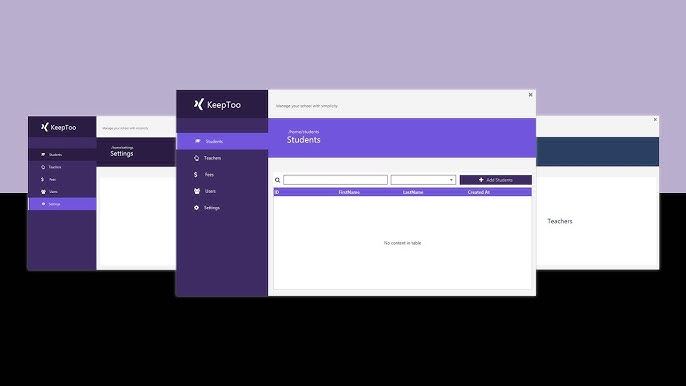 KeepToo
Manage your school with simplicity
Students
Teachers
Fees
Users
Settings
/home/settings
Settings
KeepToo
Manage your school with simplicity.
Students
Teachers
Fees
Users
Settings
/home/students
Students
Add Students
ID FirstName LastName Created At
No content in table
Teachers